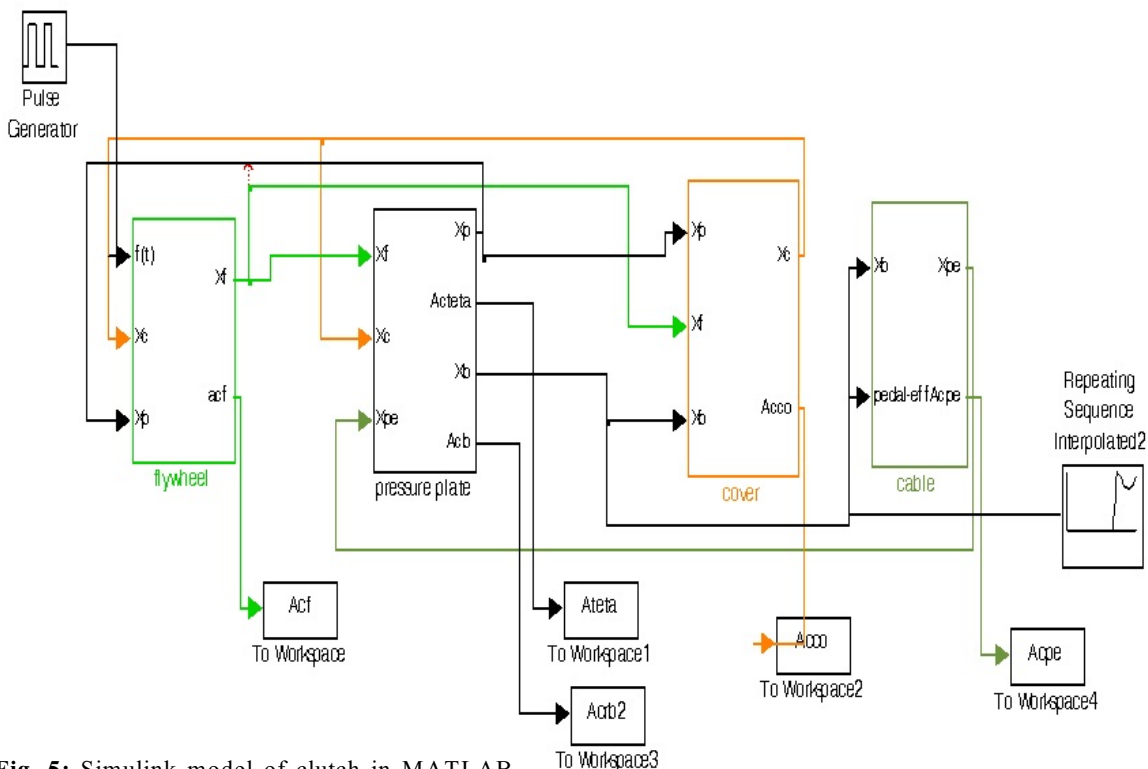 Pulse
Generator
f(t)
Xc
Xp
Xf
acf
flywheel
Xf
Xc
Xpe
Xp
Acteta
Xb
Acb
pressure plate
Xp
Xf
Xb
Xc
Acco
cover
Xb
pedal-eff
Xpe
Acpe
cable
Repeating
Sequence
Interpolated2
Acf
To Workspace
Ateta
To Workspace1
Acco
To Workspace2
Acpe
To Workspace4
Acrb2
To Workspace3
Fig. 5: Simulink model of clutch in MATLAB